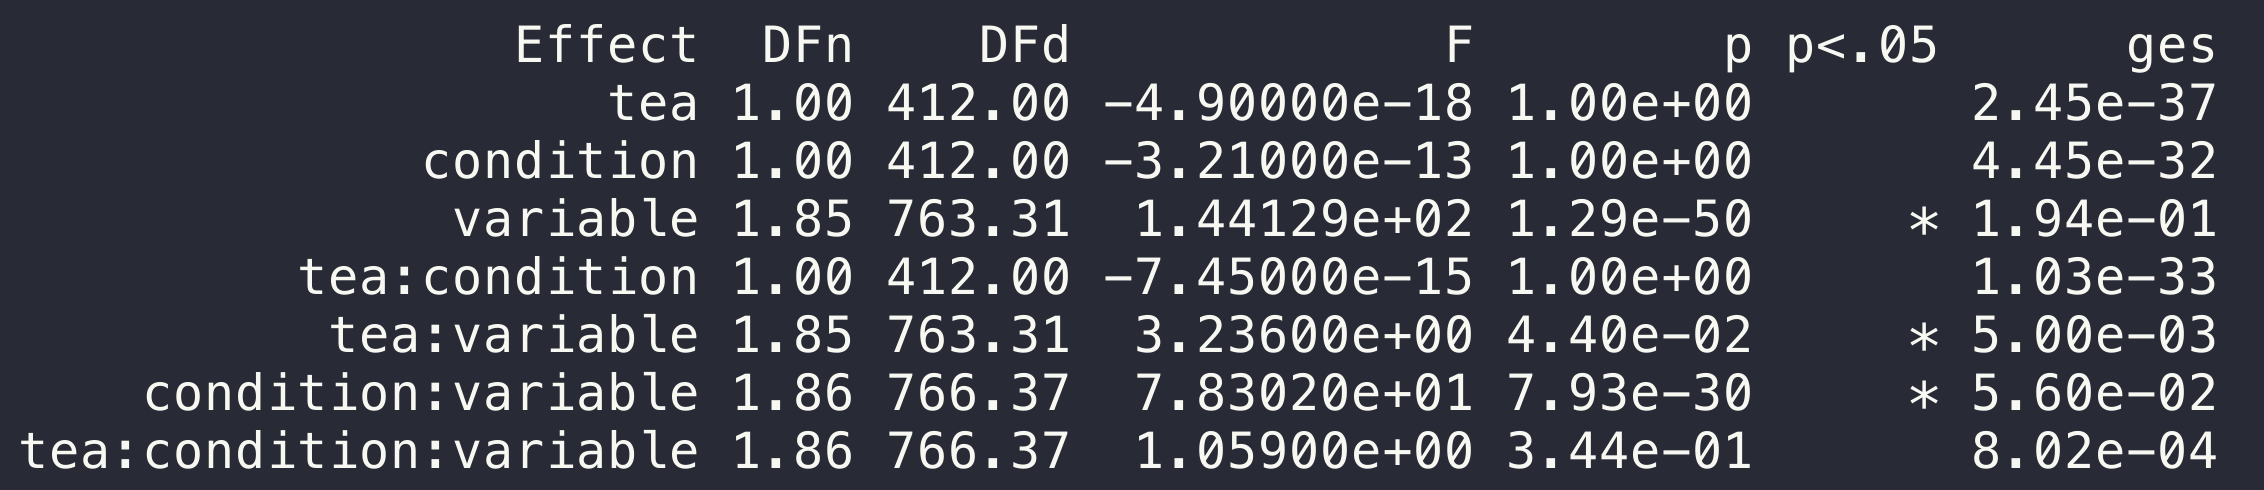 Effect DFn DFd F p p<.05 ges
tea 1.00 412.00 -4.90000e-18 1.00e+00 2.45e-37
condition 1.00 412.00 -3.21000e-13 1.00e+00 4.45e-32
variable 1.85 763.31 1.44129e+02 1.29e-50 * 1.94e-01
tea:condition 1.00 412.00 -7.45000e-15 1.00e+00 1.03e-33
tea:variable 1.85 763.31 3.23600e+00 4.40e-02 * 5.00e-03
condition:variable 1.86 766.37 7.83020e+01 7.93e-30 * 5.60e-02
tea:condition:variable 1.86 766.37 1.05900e+00 3.44e-01 8.02e-04